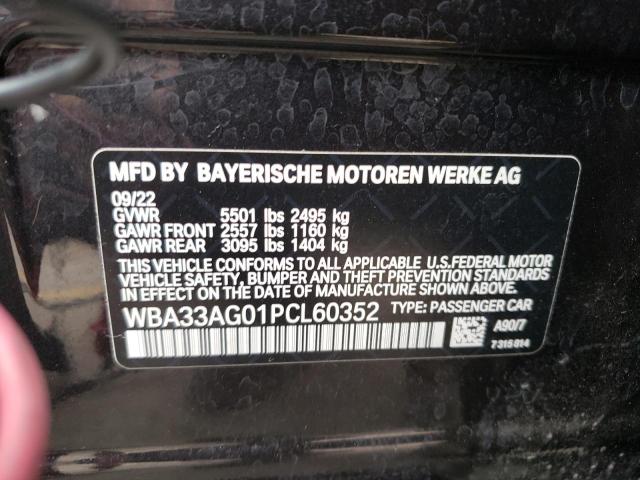 MFD BY BAYERISCHE MOTOREN WERKE AG
09/22
GVWR 5501 lbs 2495 kg
GAWR FRONT 2557 lbs 1160 kg
GAWR REAR 3095 lbs 1404 kg
THIS VEHICLE CONFORMS TO ALL APPLICABLE U.S.FEDERAL MOTOR
VEHICLE SAFETY, BUMPER AND THEFT PREVENTION STANDARDS
IN EFFECT ON THE DATE OF MANUFACTURE SHOWN ABOVE.
WBA33AG01PCL60352 TYPE: PASSENGER CAR
A90/7
7315814